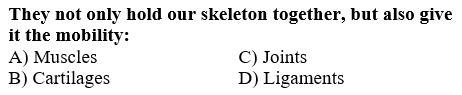 They not only hold our skeleton together, but also give
it the mobility:
A) Muscles C) Joints
B) Cartilages D) Ligaments